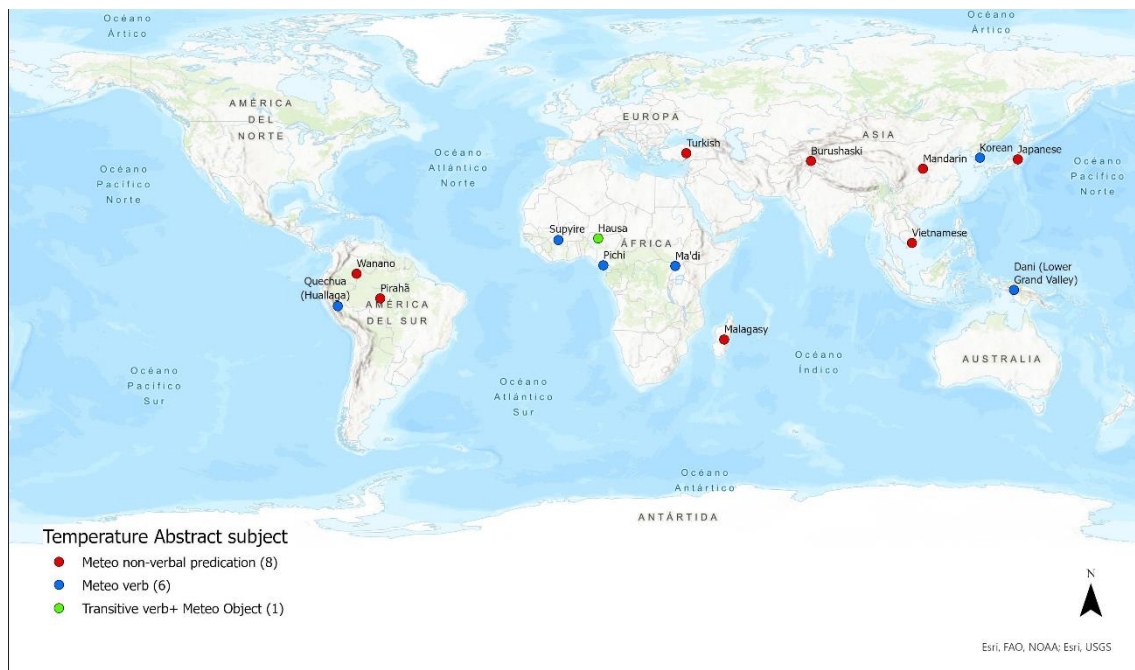 Océano
Ártico
Océano
Ártico
AMÉRICA
DEL
NORTE
EUROPA
ASIA
Turkish
Burushaski
Korean
Japanese
Mandarin
Océano
Pacífico
Norte
Océano
Atlántico
Norte
Océano
Pacífico
Norte
Supyire
Hausa
ÁFRICA
Vietnamese
Pichi
Ma'di
Wanano
Quechua
(Huallaga)
Pirahã
AMÉRICA
DEL SUR
Dani (Lower
Grand Valley)
Malagasy
Océano
Índico
AUSTRALIA
Océano
Pacífico
Sur
Océano
Atlántico
Sur
Océano
Antártico
ANTÁRTIDA
Temperature Abstract subject
Meteo non-verbal predication (8)
Meteo verb (6)
Transitive verb+ Meteo Object (1)
N
Esri, FAO, NOAA; Esri, USGS